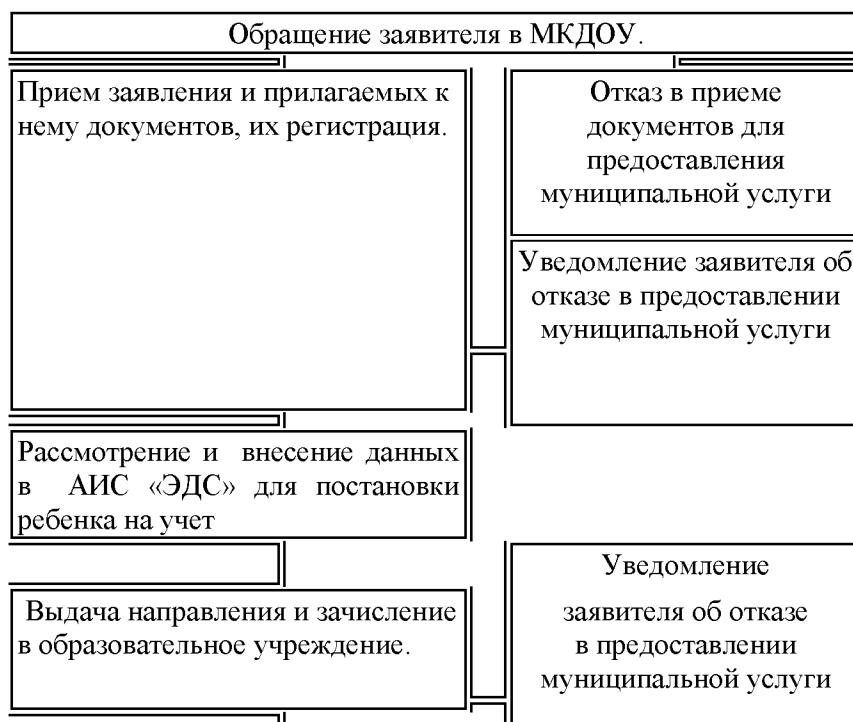 Обращение заявителя в МКДОУ.
Прием заявления и прилагаемых к
нему документов, их регистрация.
Отказ в приеме
документов для
предоставления
муниципальной услуги
Уведомление заявителя об
отказе в предоставлении
муниципальной услуги
Рассмотрение и внесение данных
в АИС «ЭДС» для постановки
ребенка на учет
Выдача направления и зачисление
в образовательное учреждение.
Уведомление
заявителя об отказе
в предоставлении
муниципальной услуги